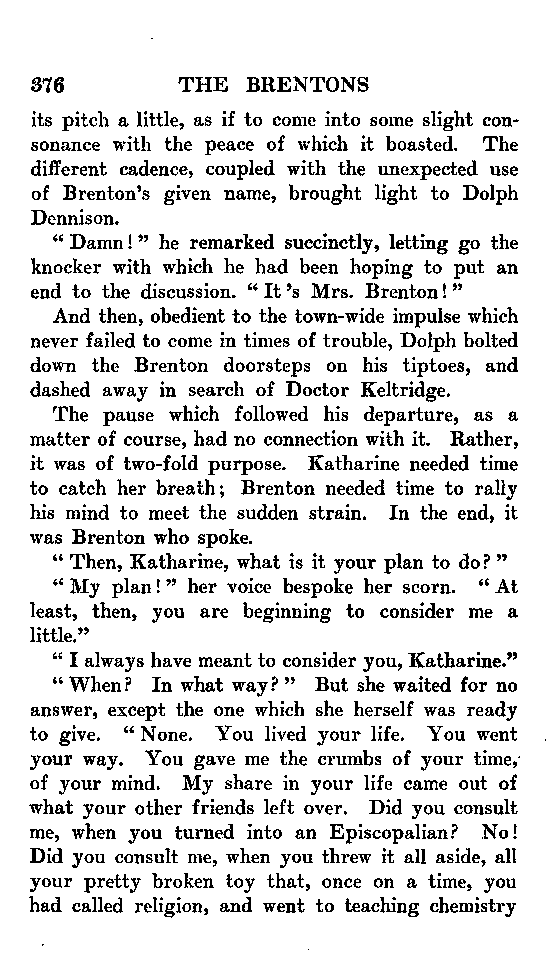 376 THE BRENTONS
its pitch a little, as if to come into some slight con-
sonance with the peace of which it boasted. The
different cadence, coupled with the unexpected use
of Brenton's given name, brought light to Dolph
Dennison.
"Damn!" he remarked succinctly, letting go the
knocker with which he had been hoping to put an
end to the discussion. "It's Mrs. Brenton!"
And then, obedient to the town-wide impulse which
never failed to come in times of trouble, Dolph bolted
down the Brenton doorsteps on his tiptoes, and
dashed away in search of Doctor Keltridge.
The pause which followed his departure, as a
matter of course, had no connection with it. Rather,
it was of two-fold purpose. Katharine needed time
to catch her breath; Brenton needed time to rally
his mind to meet the sudden strain. In the end, it
was Brenton who spoke.
"Then, Katharine, what is it your plan to do?"
"My plan!" her voice bespoke her scorn. "At
least, then, you are beginning to consider me a
little."
"I always have meant to consider you, Katharine."
"When? In what way?" But she waited for no
answer, except the one which she herself was ready
to give. "None. You lived your life. You went
your way. You gave me the crumbs of your time,
of your mind. My share in your life came out of
what your other friends left over. Did you consult
me, when you turned into an Episcopalian? No!
Did you consult me, when you threw it all aside, all
your pretty broken toy that, once on a time, you
had called religion, and went to teaching chemistry